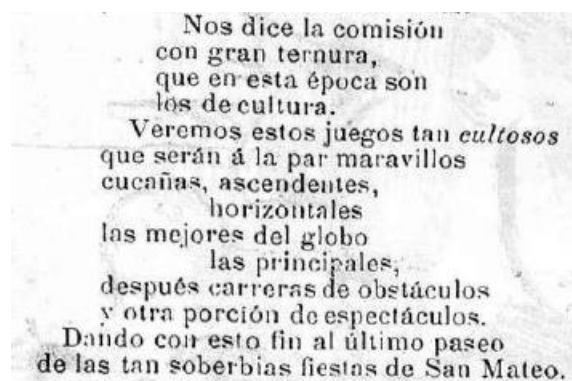 Nos dice la comisión
con gran ternura,
que en esta época son
los de cultura.
Veremos estos juegos tan cultosos
que serán á la par maravillos
cucañas, ascendentes,
horizontales
las mejores del globo
las principales,
después carreras de obstáculos
y otra porción de espectáculos.
Dando con esto fin al último paseo
de las tan soberbias fiestas de San Mateo.